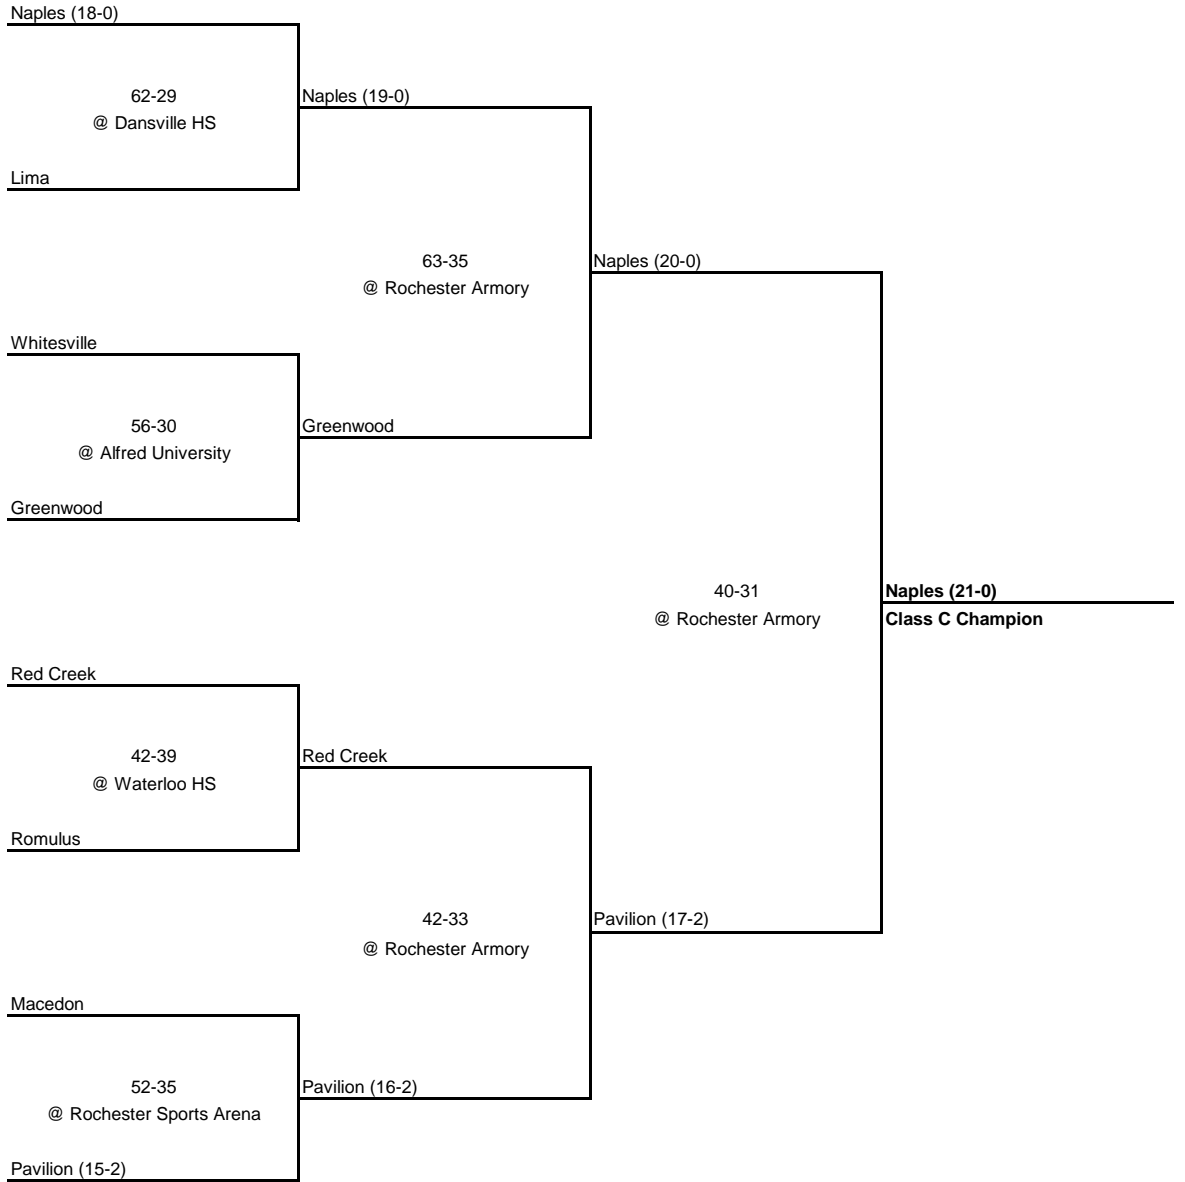 Naples (18-0)
62-29
@ Dansville HS
Naples (19-0)
Lima
63-35
@ Rochester Armory
Naples (20-0)
Whitesville
56-30
@ Alfred University
Greenwood
Greenwood
40-31
@ Rochester Armory
Naples (21-0)
Class C Champion
Red Creek
42-39
@ Waterloo HS
Red Creek
Romulus
42-33
@ Rochester Armory
Pavilion (17-2)
Macedon
52-35
@ Rochester Sports Arena
Pavilion (16-2)
Pavilion (15-2)